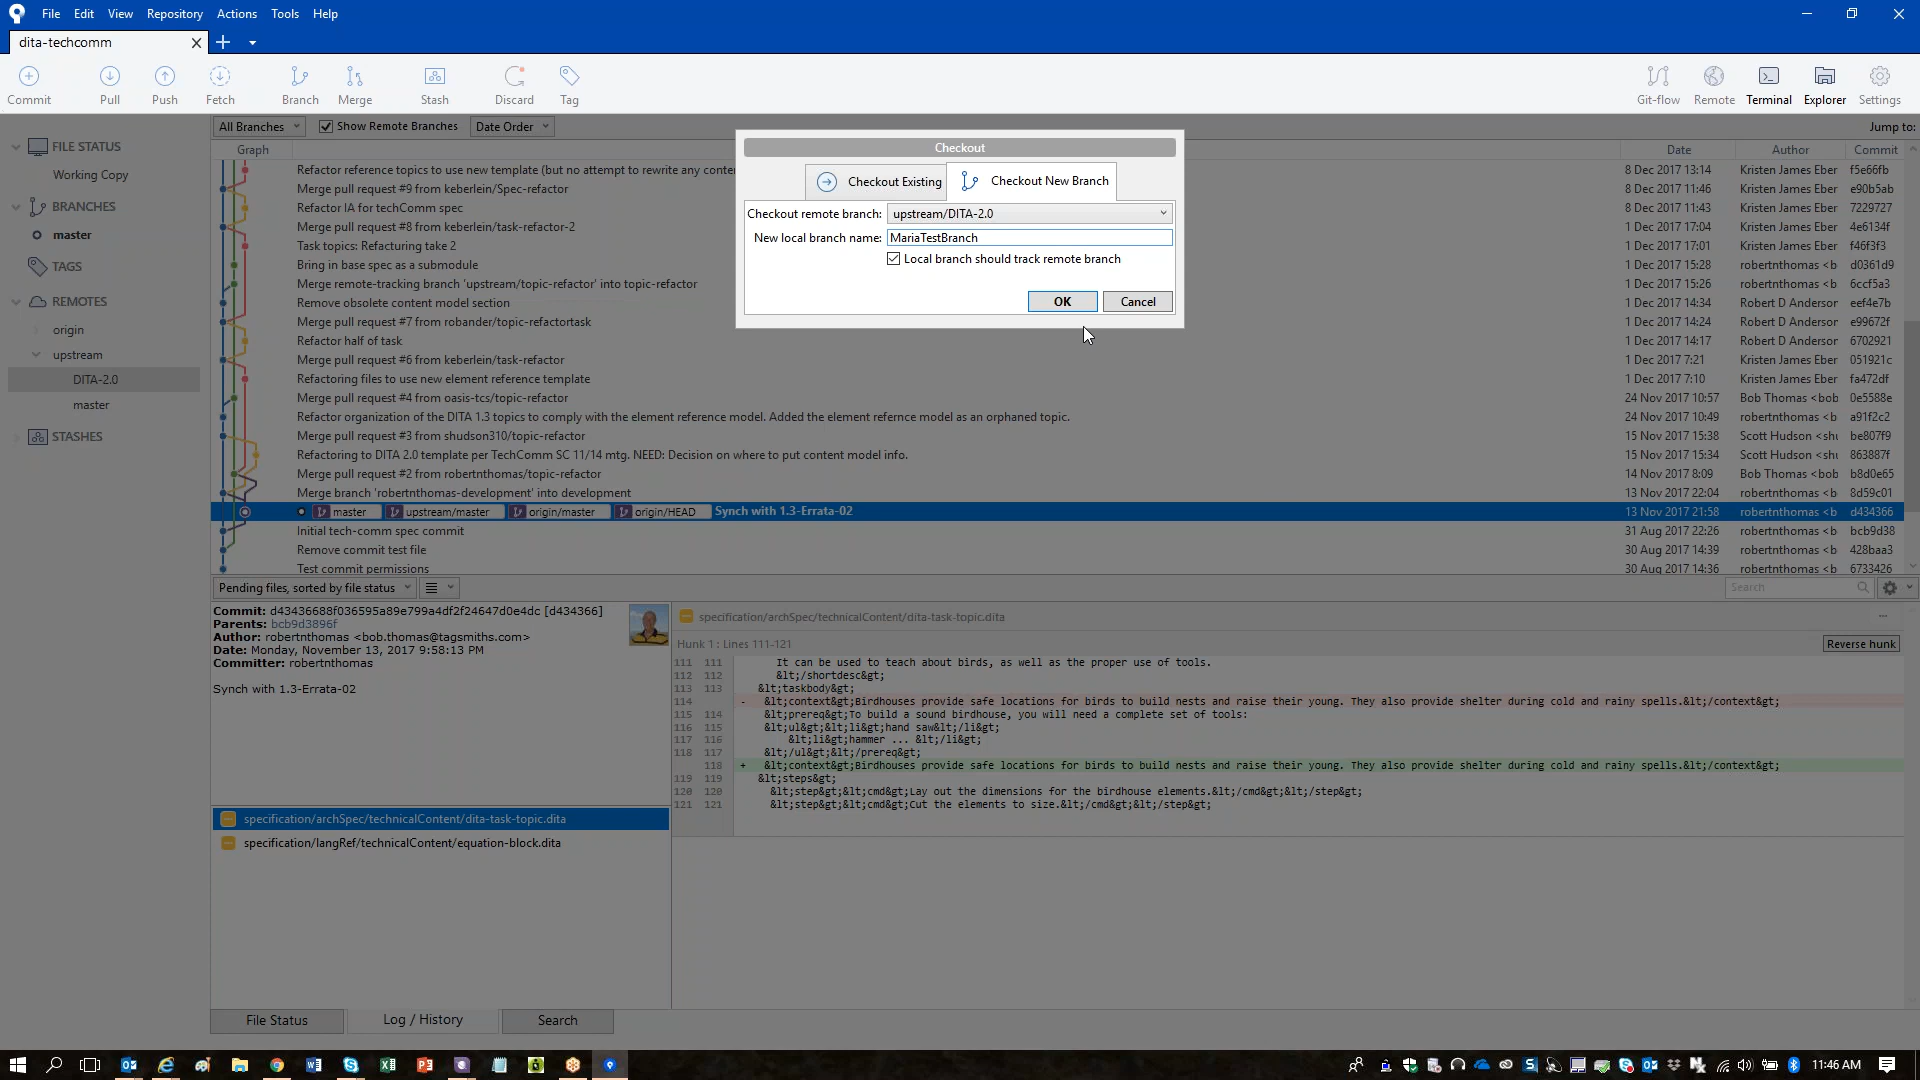 File Edit View Repository Actions Tools Help
dita-techcomm
Commit Pull Push Fetch Branch Merge Stash Discard Tag Git-flow Remote Terminal Explorer Settings
All Branches Show Remote Branches Date Order Jump to:
FILE STATUS
Working Copy
BRANCHES
master
TAGS
REMOTES
origin
upstream
DITA-2.0
master
STASHES
Checkout
Checkout Existing Checkout New Branch
Checkout remote branch: upstream/DITA-2.0
New local branch name: MariaTestBranch
Local branch should track remote branch
OK Cancel
Graph Date Author Commit
Refactor reference topics to use new template (but no attempt to rewrite any conte 8 Dec 2017 13:14 Kristen James Eber f5e66fb
Merge pull request #9 from keberlein/Spec-refactor 8 Dec 2017 11:46 Kristen James Eber e90b5ab
Refactor IA for techComm spec 8 Dec 2017 11:43 Kristen James Eber 7229727
Merge pull request #8 from keberlein/task-refactor-2 1 Dec 2017 17:04 Kristen James Eber 4e6134f
Task topics: Refacturing take 2 1 Dec 2017 17:01 Kristen James Eber f46f3f3
Bring in base spec as a submodule 1 Dec 2017 15:28 robertnthomas <b d0361d9
Merge remote-tracking branch 'upstream/topic-refactor' into topic-refactor 1 Dec 2017 15:26 robertnthomas <b 6ccf5a3
Remove obsolete content model section 1 Dec 2017 14:34 Robert D Anderson eef4e7b
Merge pull request #7 from robander/topic-refactortask 1 Dec 2017 14:24 Robert D Anderson e99672f
Refactor half of task 1 Dec 2017 14:17 Robert D Anderson 6702921
Merge pull request #6 from keberlein/task-refactor 1 Dec 2017 7:21 Kristen James Eber 051921c
Refactoring files to use new element reference template 1 Dec 2017 7:10 Kristen James Eber fa472df
Merge pull request #4 from oasis-tcs/topic-refactor 24 Nov 2017 10:57 Bob Thomas <bob 0e5588e
Refactor organization of the DITA 1.3 topics to comply with the element reference model. Added the element refernce model as an orphaned topic. 24 Nov 2017 10:49 robertnthomas <b a91f2c2
Merge pull request #3 from shudson310/topic-refactor 15 Nov 2017 15:38 Scott Hudson <shu be807f9
Refactoring to DITA 2.0 template per TechComm SC 11/14 mtg. NEED: Decision on where to put content model info. 15 Nov 2017 15:34 Scott Hudson <shu 863887f
Merge pull request #2 from robertnthomas/topic-refactor 14 Nov 2017 8:09 Bob Thomas <bob b8d0e65
Merge branch 'robertnthomas-development' into development 13 Nov 2017 22:04 robertnthomas <b 8d59c01
master upstream/master origin/master origin/HEAD Synch with 1.3-Errata-02 13 Nov 2017 21:58 robertnthomas <b d434366
Initial tech-comm spec commit 31 Aug 2017 22:26 robertnthomas <b bcb9d38
Remove commit test file 30 Aug 2017 14:39 robertnthomas <b 428baa3
Test commit permissions 30 Aug 2017 14:36 robertnthomas <b 6733426
Pending files, sorted by file status Search
Commit: d43436688f036595a89e799a4df2f24647d0e4dc [d434366]
Parents: bcb9d3896f
Author: robertnthomas <bob.thomas@tagsmiths.com>
Date: Monday, November 13, 2017 9:58:13 PM
Committer: robertnthomas
Synch with 1.3-Errata-02
specification/archSpec/technicalContent/dita-task-topic.dita
specification/langRef/technicalContent/equation-block.dita
specification/archSpec/technicalContent/dita-task-topic.dita
Hunk 1 : Lines 111-121 Reverse hunk
111 111 It can be used to teach about birds, as well as the proper use of tools.
112 112 &lt;/shortdesc&gt;
113 113 &lt;taskbody&gt;
114 - &lt;context&gt;Birdhouses provide safe locations for birds to build nests and raise their young. They also provide shelter during cold and rainy spells.&lt;/context&gt;
115 114 &lt;prereq&gt;To build a sound birdhouse, you will need a complete set of tools:
116 115 &lt;ul&gt;&lt;li&gt;hand saw&lt;/li&gt;
117 116 &lt;li&gt;hammer ... &lt;/li&gt;
118 117 &lt;/ul&gt;&lt;/prereq&gt;
118 + &lt;context&gt;Birdhouses provide safe locations for birds to build nests and raise their young. They also provide shelter during cold and rainy spells.&lt;/context&gt;
119 119 &lt;steps&gt;
120 120 &lt;step&gt;&lt;cmd&gt;Lay out the dimensions for the birdhouse elements.&lt;/cmd&gt;&lt;/step&gt;
121 121 &lt;step&gt;&lt;cmd&gt;Cut the elements to size.&lt;/cmd&gt;&lt;/step&gt;
File Status Log / History Search
11:46 AM